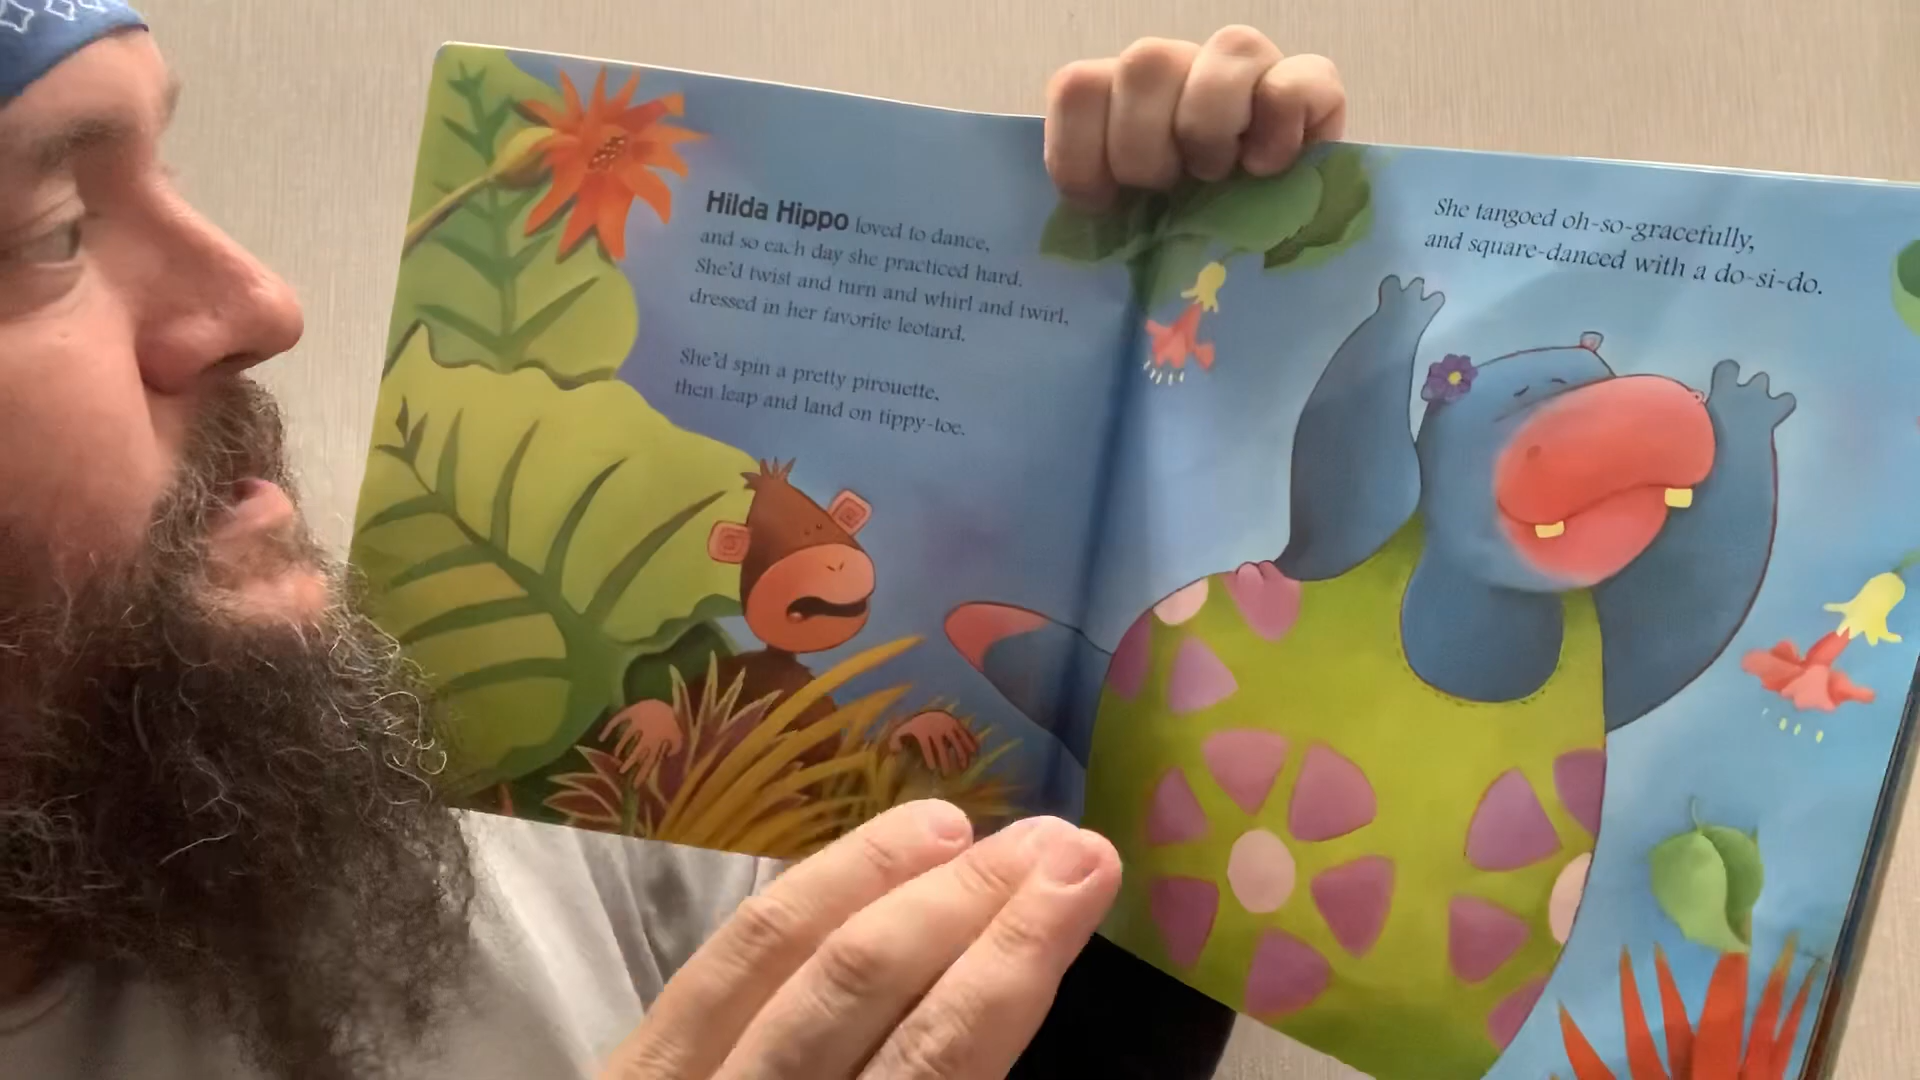 Hilda Hippo loved to dance,
and so each day she practiced hard.
She'd twist and turn and whirl and twirl,
dressed in her favorite leotard.
She'd spin a pretty pirouette,
then leap and land on tippy-toe.
She tangoed oh-so-gracefully,
and square-danced with a do-si-do.